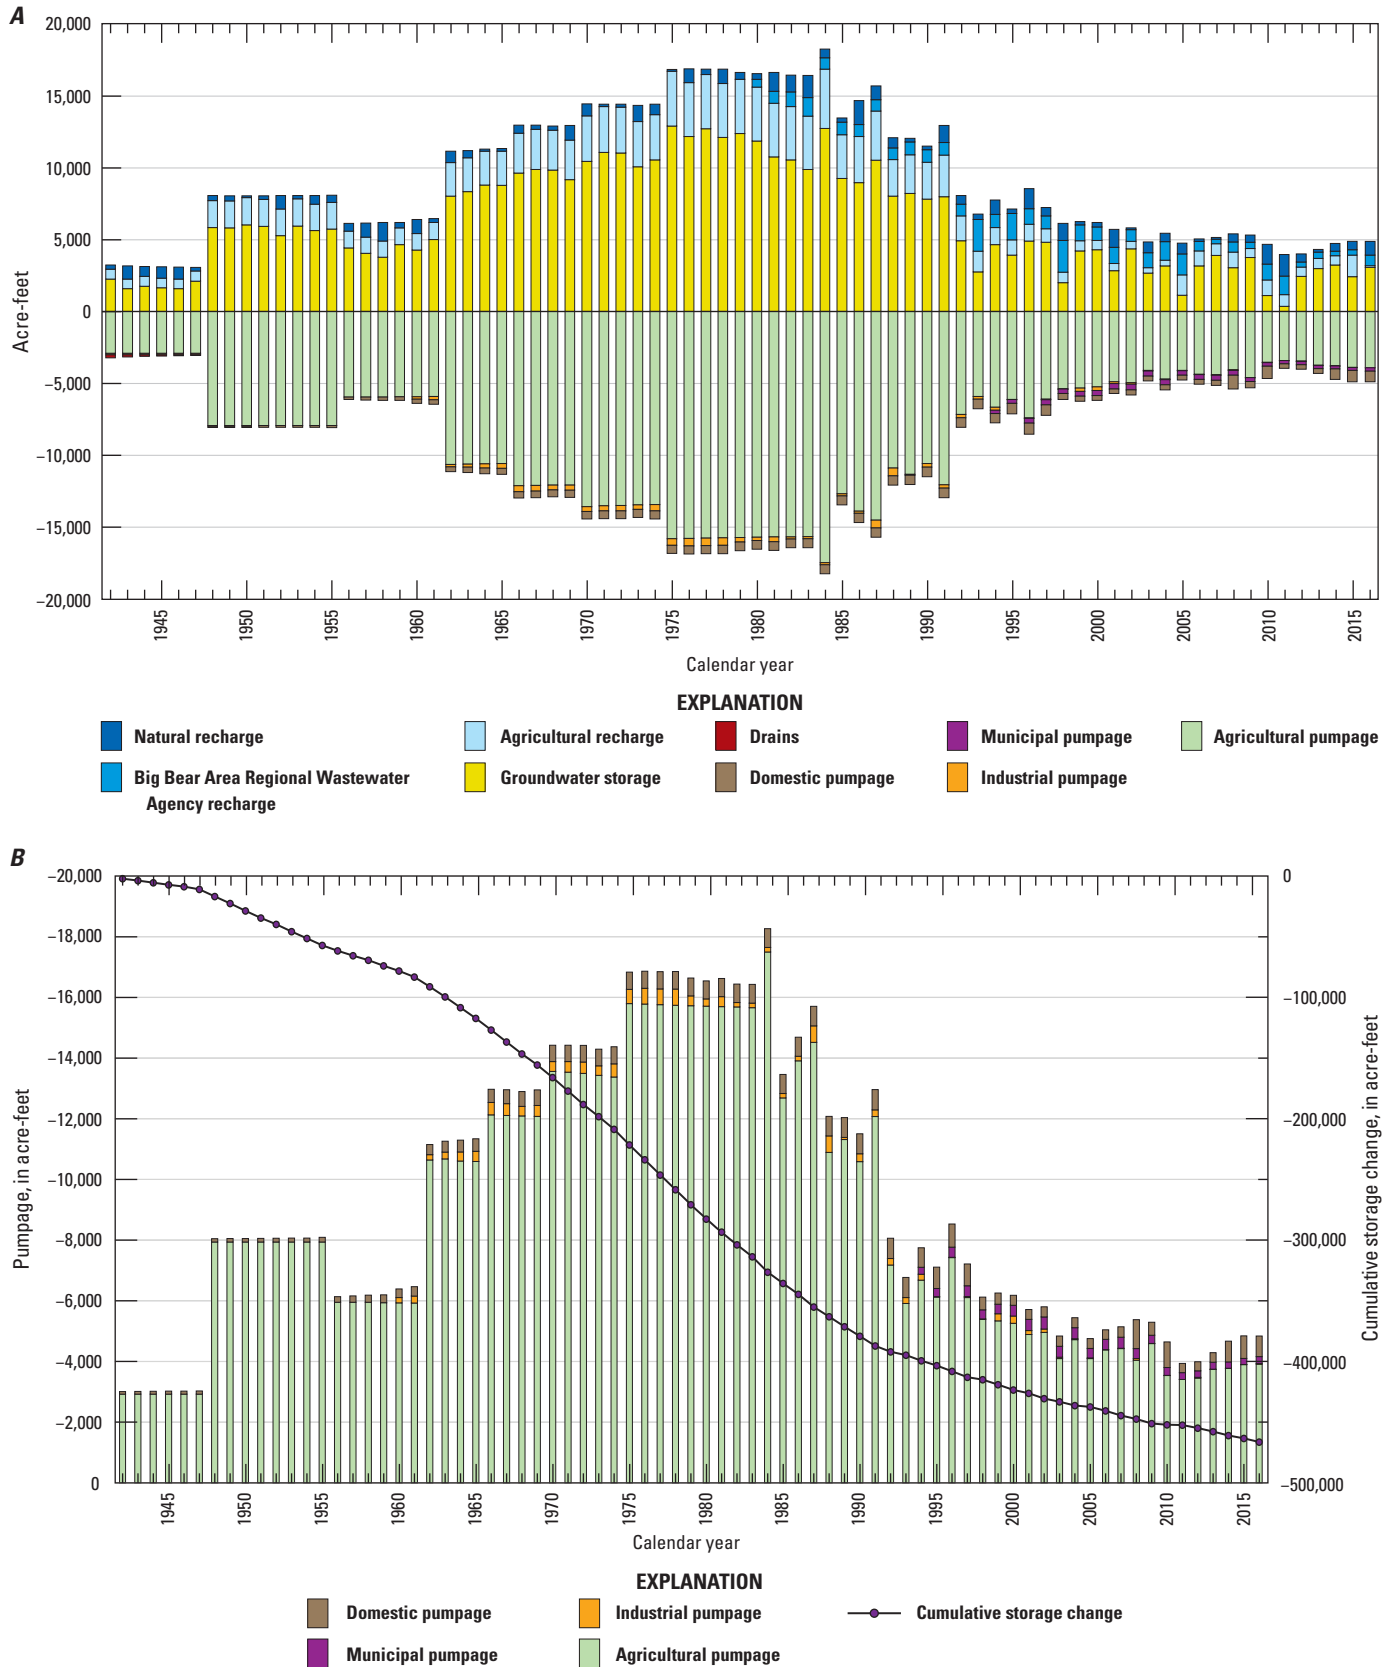 A
20,000
15,000
10,000
5,000
0
−5,000
−10,000
−15,000
−20,000
Acre-feet
1945
1950
1955
1960
1965
1970
1975
1980
1985
1990
1995
2000
2005
2010
2015
Calendar year
EXPLANATION
Natural recharge
Agricultural recharge
Drains
Municipal pumpage
Agricultural pumpage
Big Bear Area Regional Wastewater
Agency recharge
Groundwater storage
Domestic pumpage
Industrial pumpage
B
−20,000
−18,000
−16,000
−14,000
−12,000
−10,000
−8,000
−6,000
−4,000
−2,000
0
Pumpage, in acre-feet
0
−100,000
−200,000
−300,000
−400,000
−500,000
Cumulative storage change, in acre-feet
1945
1950
1955
1960
1965
1970
1975
1980
1985
1990
1995
2000
2005
2010
2015
Calendar year
EXPLANATION
Domestic pumpage
Industrial pumpage
Cumulative storage change
Municipal pumpage
Agricultural pumpage